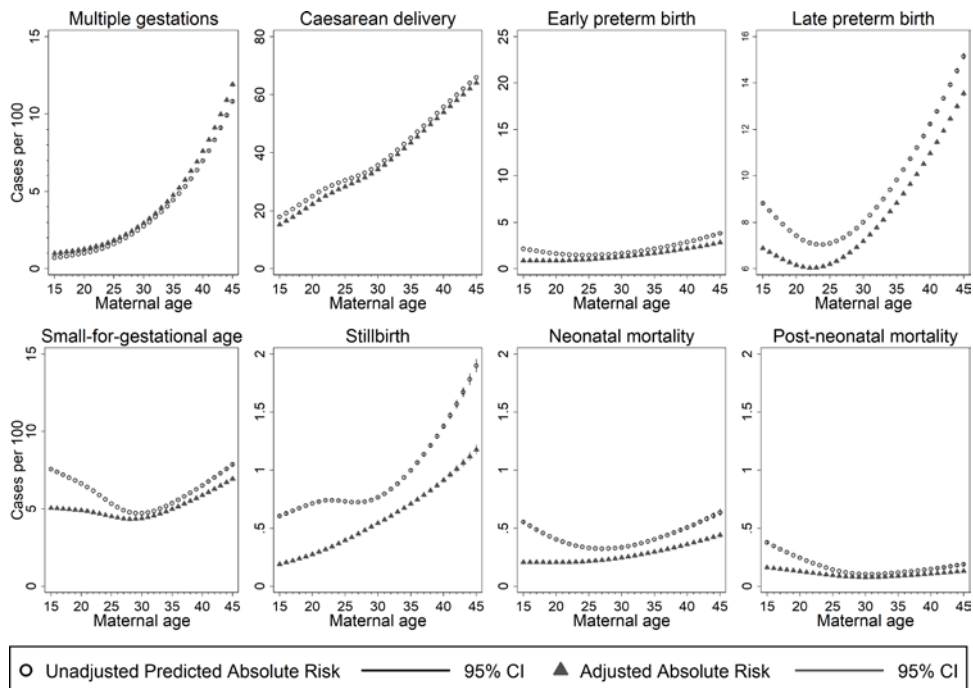 Multiple gestations
Cases per 100
0 5 10 15
15 20 25 30 35 40 45
Maternal age
Caesarean delivery
0 20 40 60 80
15 20 25 30 35 40 45
Maternal age
Early preterm birth
0 5 10 15 20 25
15 20 25 30 35 40 45
Maternal age
Late preterm birth
6 8 10 12 14 16
15 20 25 30 35 40 45
Maternal age
Small-for-gestational age
Cases per 100
0 5 10 15
15 20 25 30 35 40 45
Maternal age
Stillbirth
0 .5 1 1.5 2
15 20 25 30 35 40 45
Maternal age
Neonatal mortality
0 .5 1 1.5 2
15 20 25 30 35 40 45
Maternal age
Post-neonatal mortality
0 .5 1 1.5 2
15 20 25 30 35 40 45
Maternal age
Unadjusted Predicted Absolute Risk 95% CI Adjusted Absolute Risk 95% CI